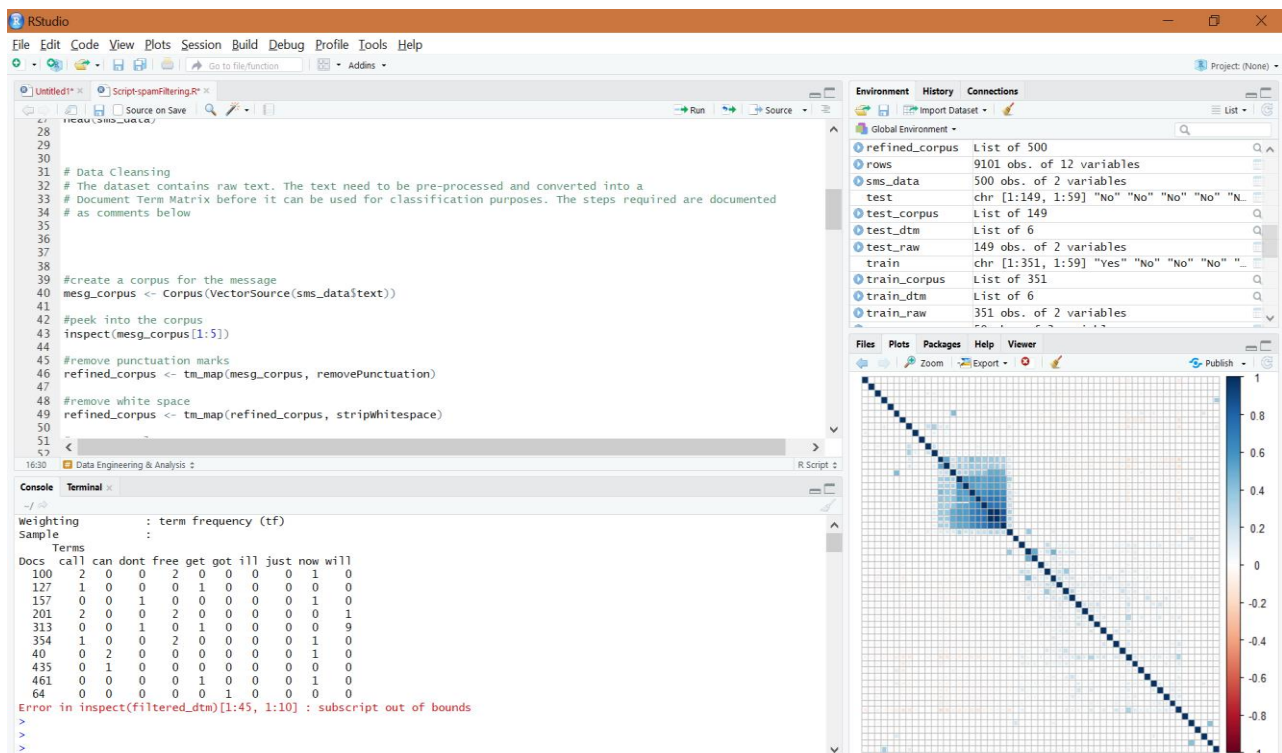 RStudio
File Edit Code View Plots Session Build Debug Profile Tools Help
Go to file/function Addins Project: (None)
Untitled1* Script-spamFiltering.R*
Source on Save Run Source
27 head(sms_data)
28
29
30
31 # Data Cleansing
32 # The dataset contains raw text. The text need to be pre-processed and converted into a
33 # Document Term Matrix before it can be used for classification purposes. The steps required are documented
34 # as comments below
35
36
37
38
39 #create a corpus for the message
40 mesg_corpus <- Corpus(VectorSource(sms_data$text))
41
42 #peek into the corpus
43 inspect(mesg_corpus[1:5])
44
45 #remove punctuation marks
46 refined_corpus <- tm_map(mesg_corpus, removePunctuation)
47
48 #remove white space
49 refined_corpus <- tm_map(refined_corpus, stripWhitespace)
50
51
52
16:30 Data Engineering & Analysis R Script
Console Terminal
~/
Weighting : term frequency (tf)
Sample :
Terms
Docs call can dont free get got ill just now will
100 2 0 0 2 0 0 0 0 1 0
127 1 0 0 0 1 0 0 0 0 0
157 0 0 1 0 0 0 0 0 1 0
201 2 0 0 2 0 0 0 0 0 1
313 0 0 1 0 1 0 0 0 0 9
354 1 0 0 2 0 0 0 0 1 0
40 0 2 0 0 0 0 0 0 1 0
435 0 1 0 0 0 0 0 0 0 0
461 0 0 0 0 1 0 0 0 1 0
64 0 0 0 0 0 1 0 0 0 0
Error in inspect(filtered_dtm)[1:45, 1:10] : subscript out of bounds
>
>
>
Environment History Connections
Import Dataset List
Global Environment
refined_corpus List of 500
rows 9101 obs. of 12 variables
sms_data 500 obs. of 2 variables
test chr [1:149, 1:59] "No" "No" "No" "No" "N…
test_corpus List of 149
test_dtm List of 6
test_raw 149 obs. of 2 variables
train chr [1:351, 1:59] "Yes" "No" "No" "No" "…
train_corpus List of 351
train_dtm List of 6
train_raw 351 obs. of 2 variables
Files Plots Packages Help Viewer
Zoom Export Publish
1
0.8
0.6
0.4
0.2
0
-0.2
-0.4
-0.6
-0.8
-1